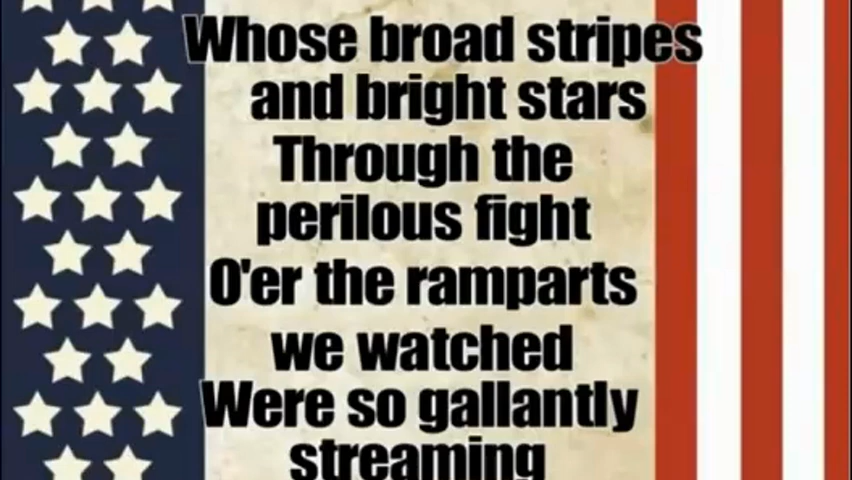 Whose broad stripes
and bright stars
Through the
perilous fight
O'er the ramparts
we watched
Were so gallantly
streaming